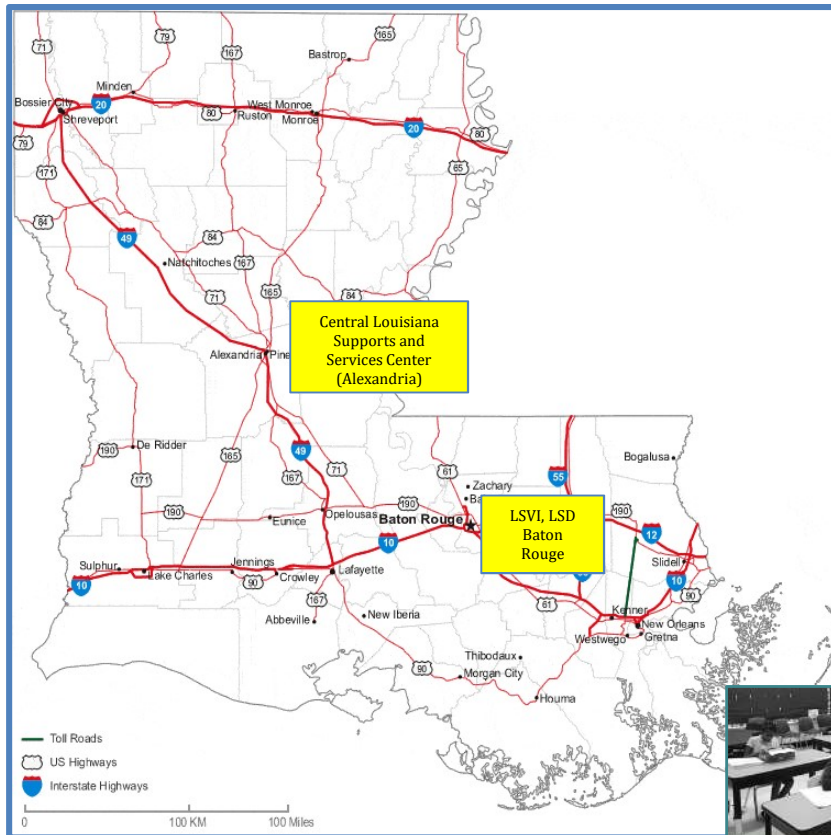 71
79
167
165
Bastrop
Minden
Bossier City
20
West Monroe
Shreveport
80
Ruston
Monroe
20
80
79
171
65
84
49
84
Natchitoches
167
71
165
84
Central Louisiana
Supports and
Services Center
(Alexandria)
Alexandria
De Ridder
190
49
61
55
Bogalusa
171
165
167
71
Zachary
190
Opelousas
190
Eunice
Baton Rouge
LSVI, LSD
Baton
Rouge
190
12
10
Sulphur
Jennings
Slidell
10
Lake Charles
90
Crowley
Lafayette
10
90
167
61
Kenner
Abbeville
New Iberia
New Orleans
Westwego
Gretna
Thibodaux
90
Morgan City
Houma
Toll Roads
US Highways
Interstate Highways
0
100 KM
100 Miles